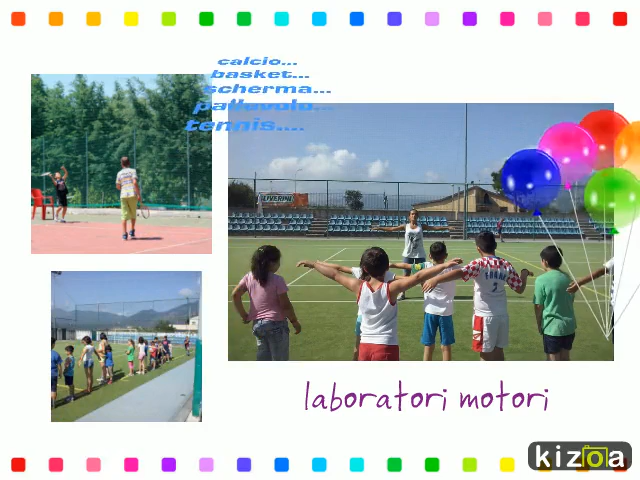 calcio...
basket...
scherma...
pallavolo...
tennis....
laboratori motori
kizoa